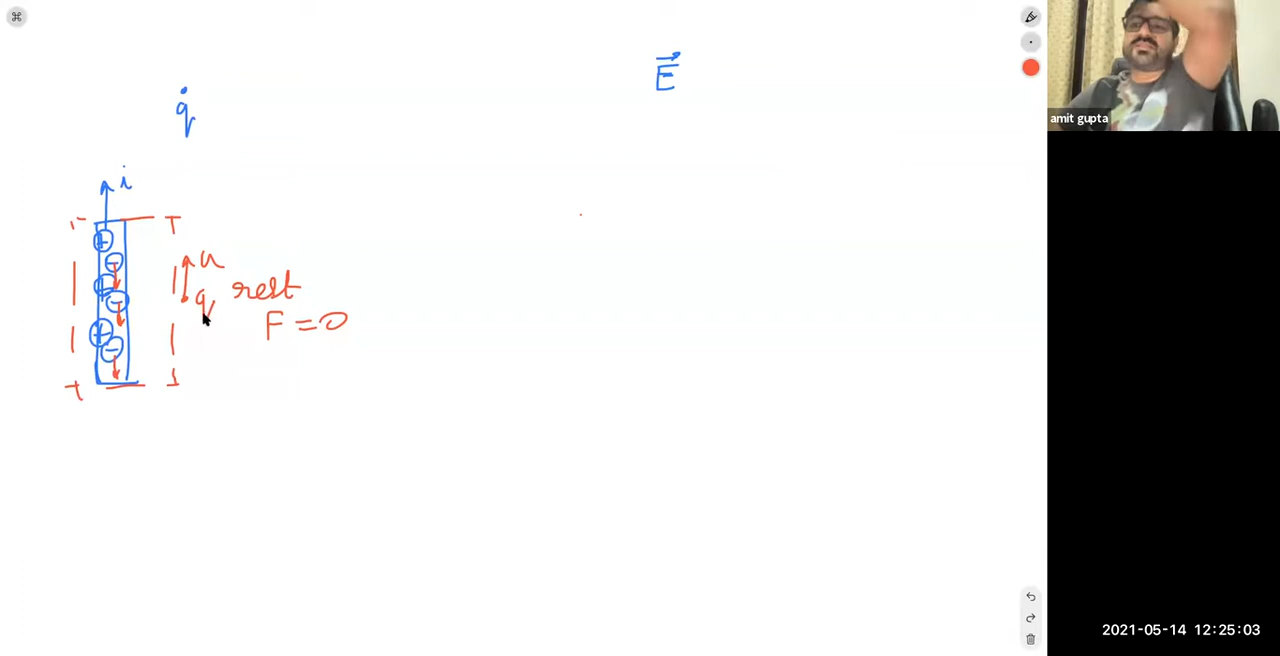 E
q
amit gupta
i
u
q rest
F = 0
2021-05-14 12:25:03